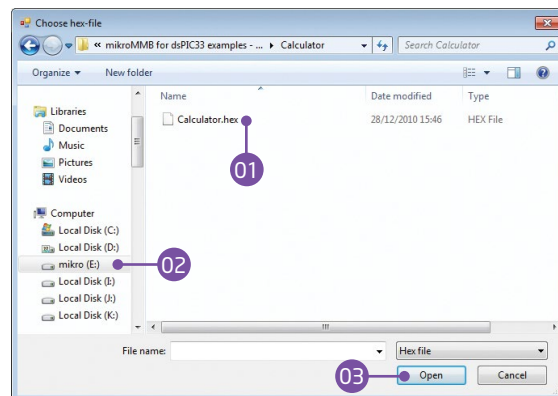 Choose hex-file
« mikroMMB for dsPIC33 examples - ... ▸ Calculator
Search Calculator
Organize ▾ New folder
Name Date modified Type
Libraries
Documents
Music
Pictures
Videos
Calculator.hex 28/12/2010 15:46 HEX File
01
Computer
Local Disk (C:)
Local Disk (D:)
mikro (E:)
02
Local Disk (I:)
Local Disk (J:)
Local Disk (K:)
File name: Hex file
03
Open Cancel